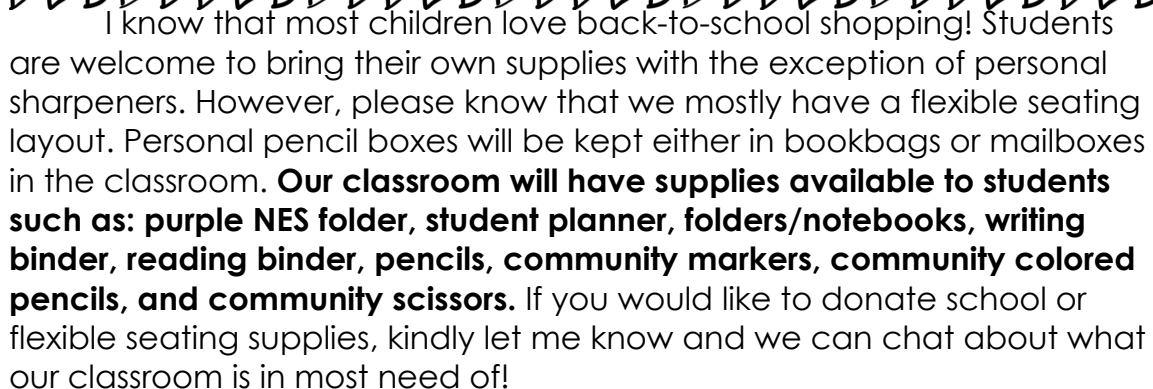 I know that most children love back-to-school shopping! Students
are welcome to bring their own supplies with the exception of personal
sharpeners. However, please know that we mostly have a flexible seating
layout. Personal pencil boxes will be kept either in bookbags or mailboxes
in the classroom. Our classroom will have supplies available to students
such as: purple NES folder, student planner, folders/notebooks, writing
binder, reading binder, pencils, community markers, community colored
pencils, and community scissors. If you would like to donate school or
flexible seating supplies, kindly let me know and we can chat about what
our classroom is in most need of!